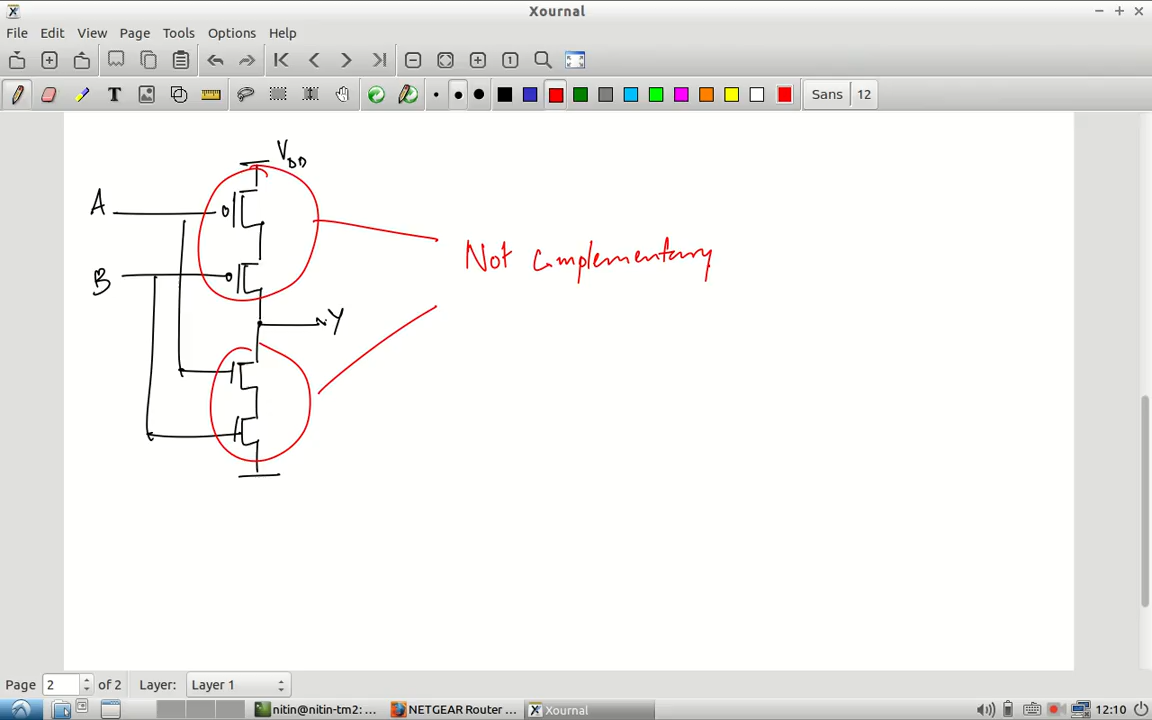 Xournal
File Edit View Page Tools Options Help
Sans 12
VDD
A
Not complementary
B
Y
Page 2 of 2 Layer: Layer 1
nitin@nitin-tm2: ... NETGEAR Router ... Xournal 12:10